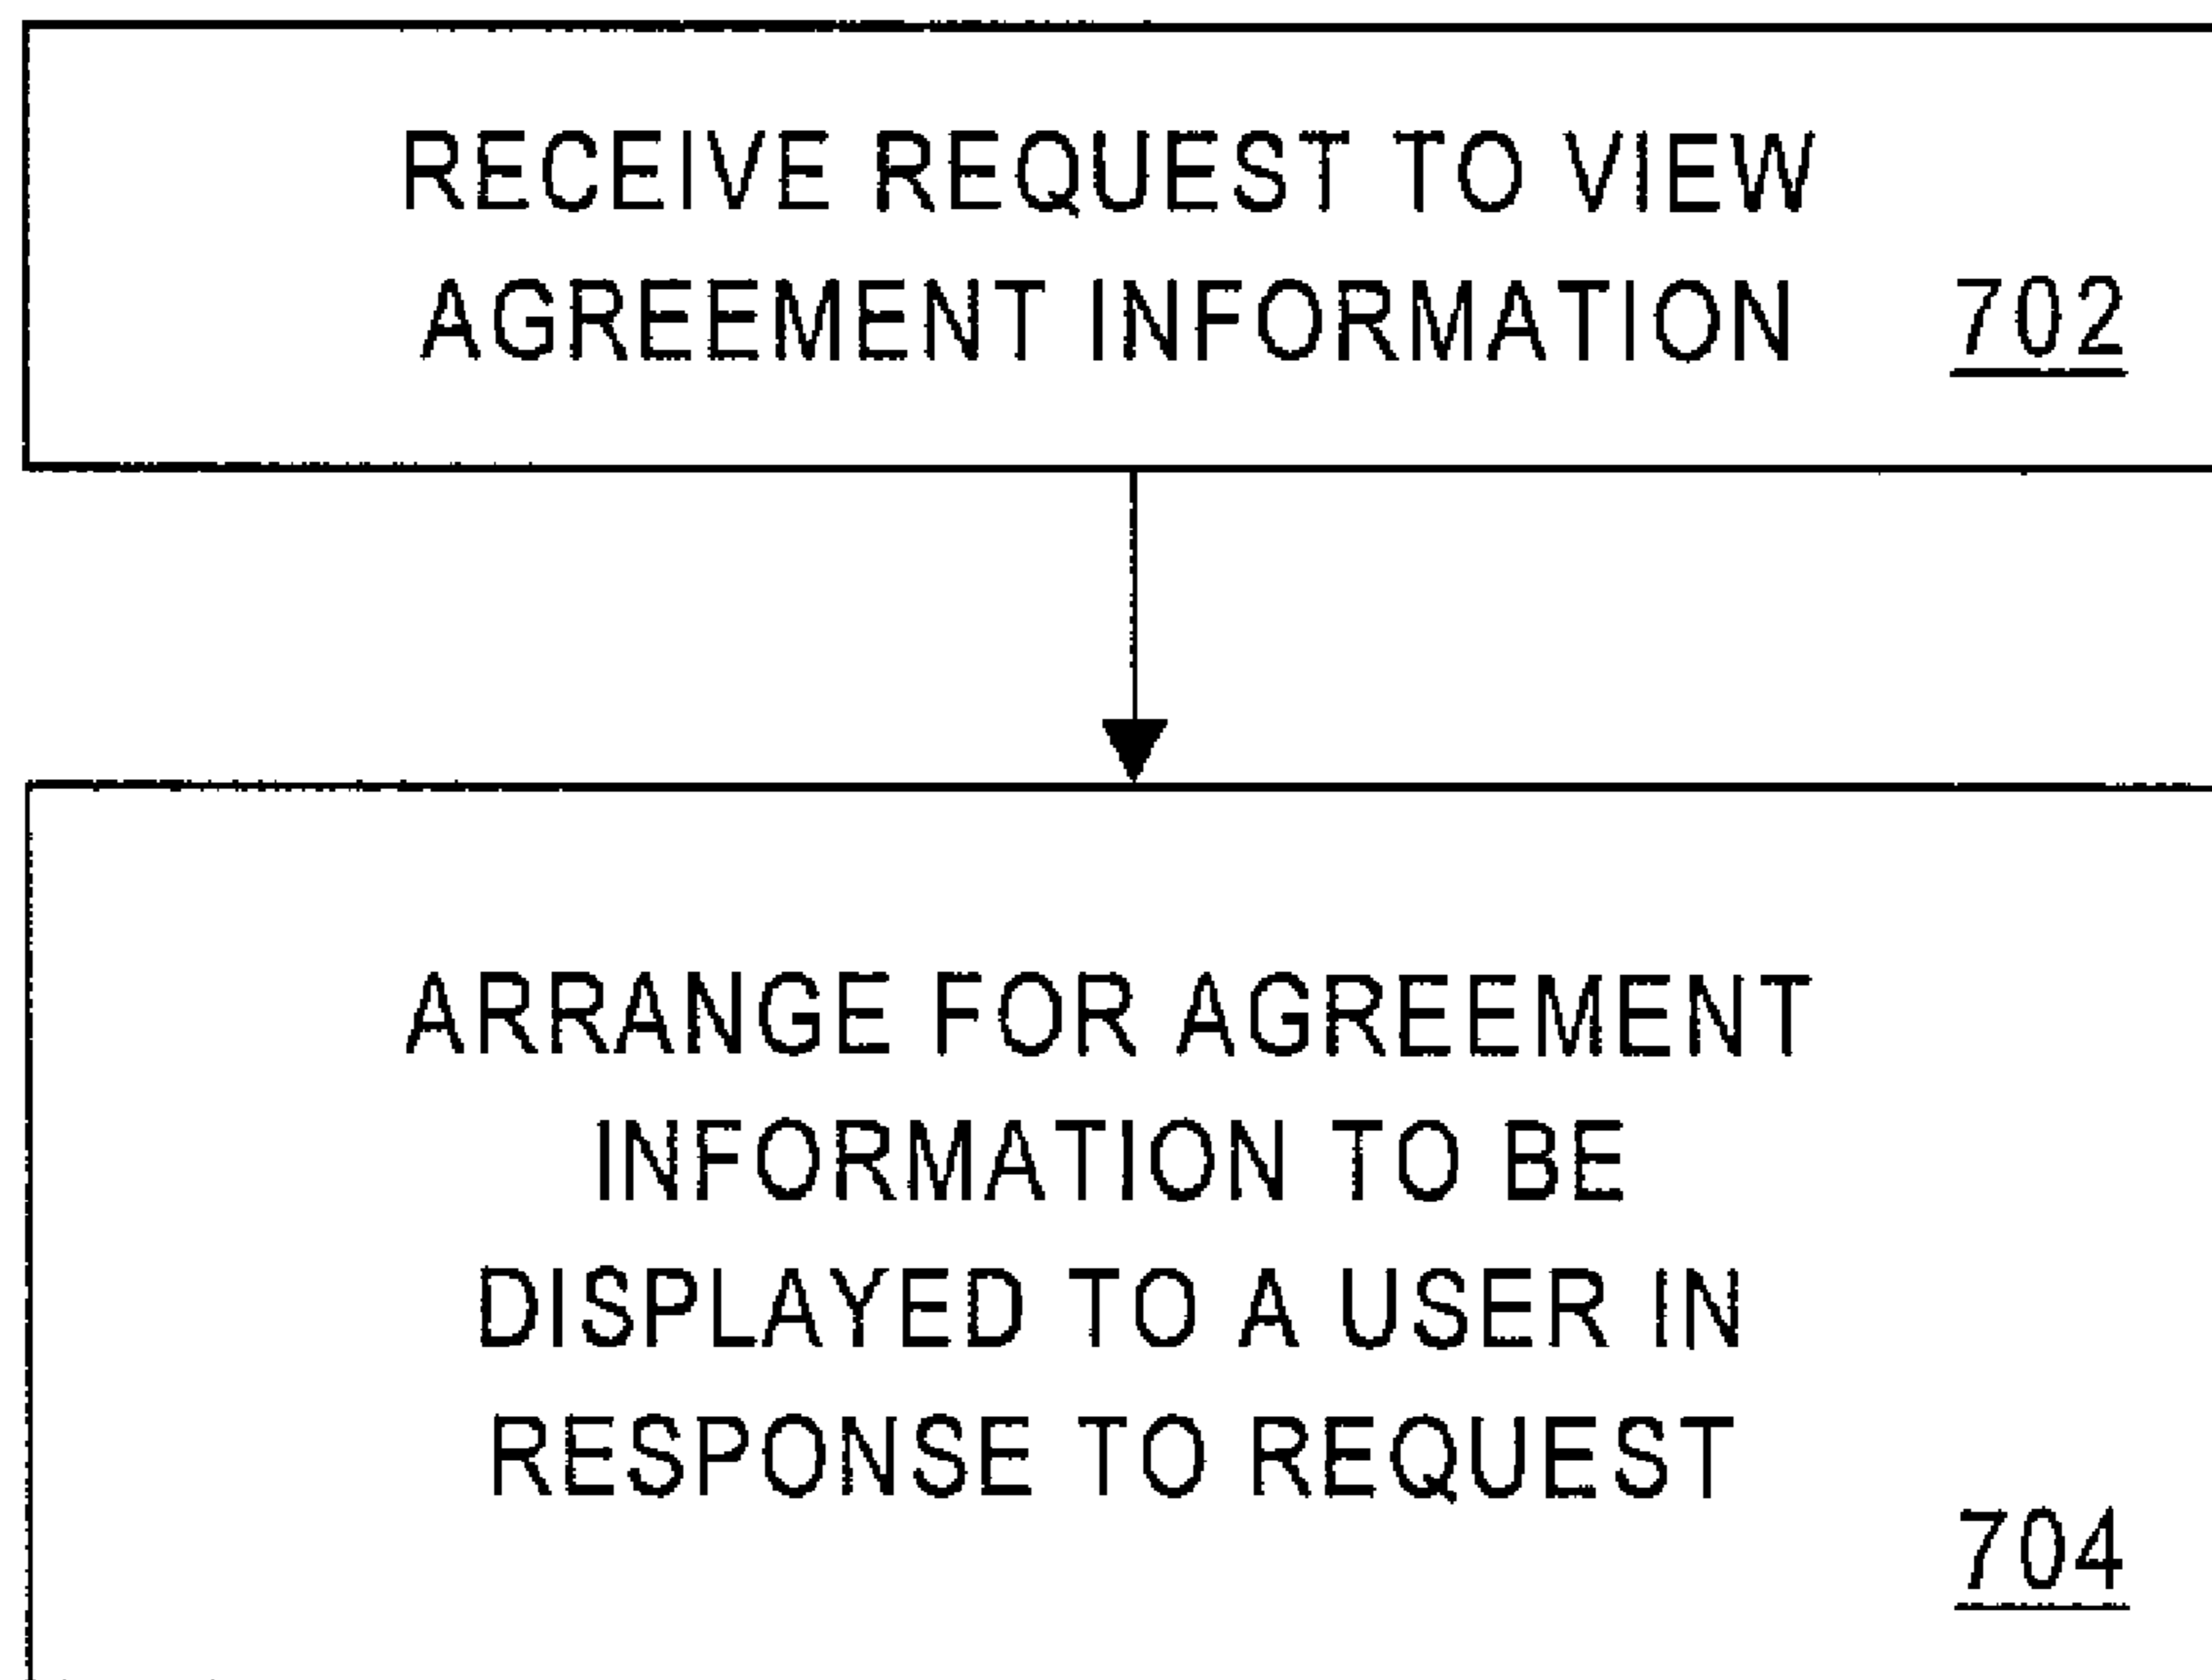 RECEIVE REQUEST TO VIEW
AGREEMENT INFORMATION 702
ARRANGE FOR AGREEMENT
INFORMATION TO BE
DISPLAYED TO A USER IN
RESPONSE TO REQUEST
704